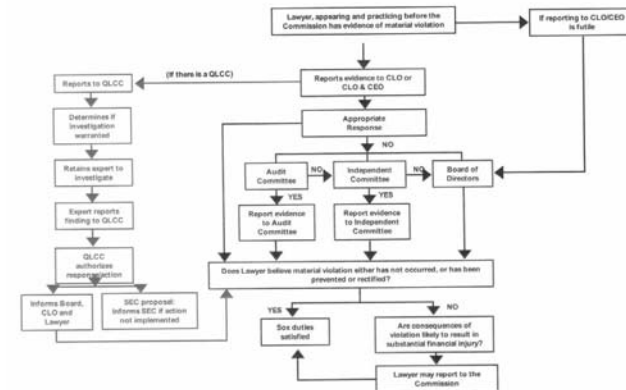 Lawyer, appearing and practicing before the
Commission has evidence of material violation
If reporting to CLO/CEO
is futile
(If there is a QLCC)
Reports to QLCC
Reports evidence to CLO or
CLO & CEO
Determines if
investigation
warranted
Appropriate
Response
NO
Retains expert to
investigate
Audit
Committee
NO
Independent
Committee
NO
Board of
Directors
YES
YES
Expert reports
finding to QLCC
Report evidence
to Audit
Committee
Report evidence
to Independent
Committee
QLCC
authorizes
response/action
Does Lawyer believe material violation either has not occurred, or has been
prevented or rectified?
Informs Board,
CLO and
Lawyer
SEC proposal:
Informs SEC if action
not implemented
YES
NO
Sox duties
satisfied
Are consequences of
violation likely to result in
substantial financial injury?
Lawyer may report to the
Commission